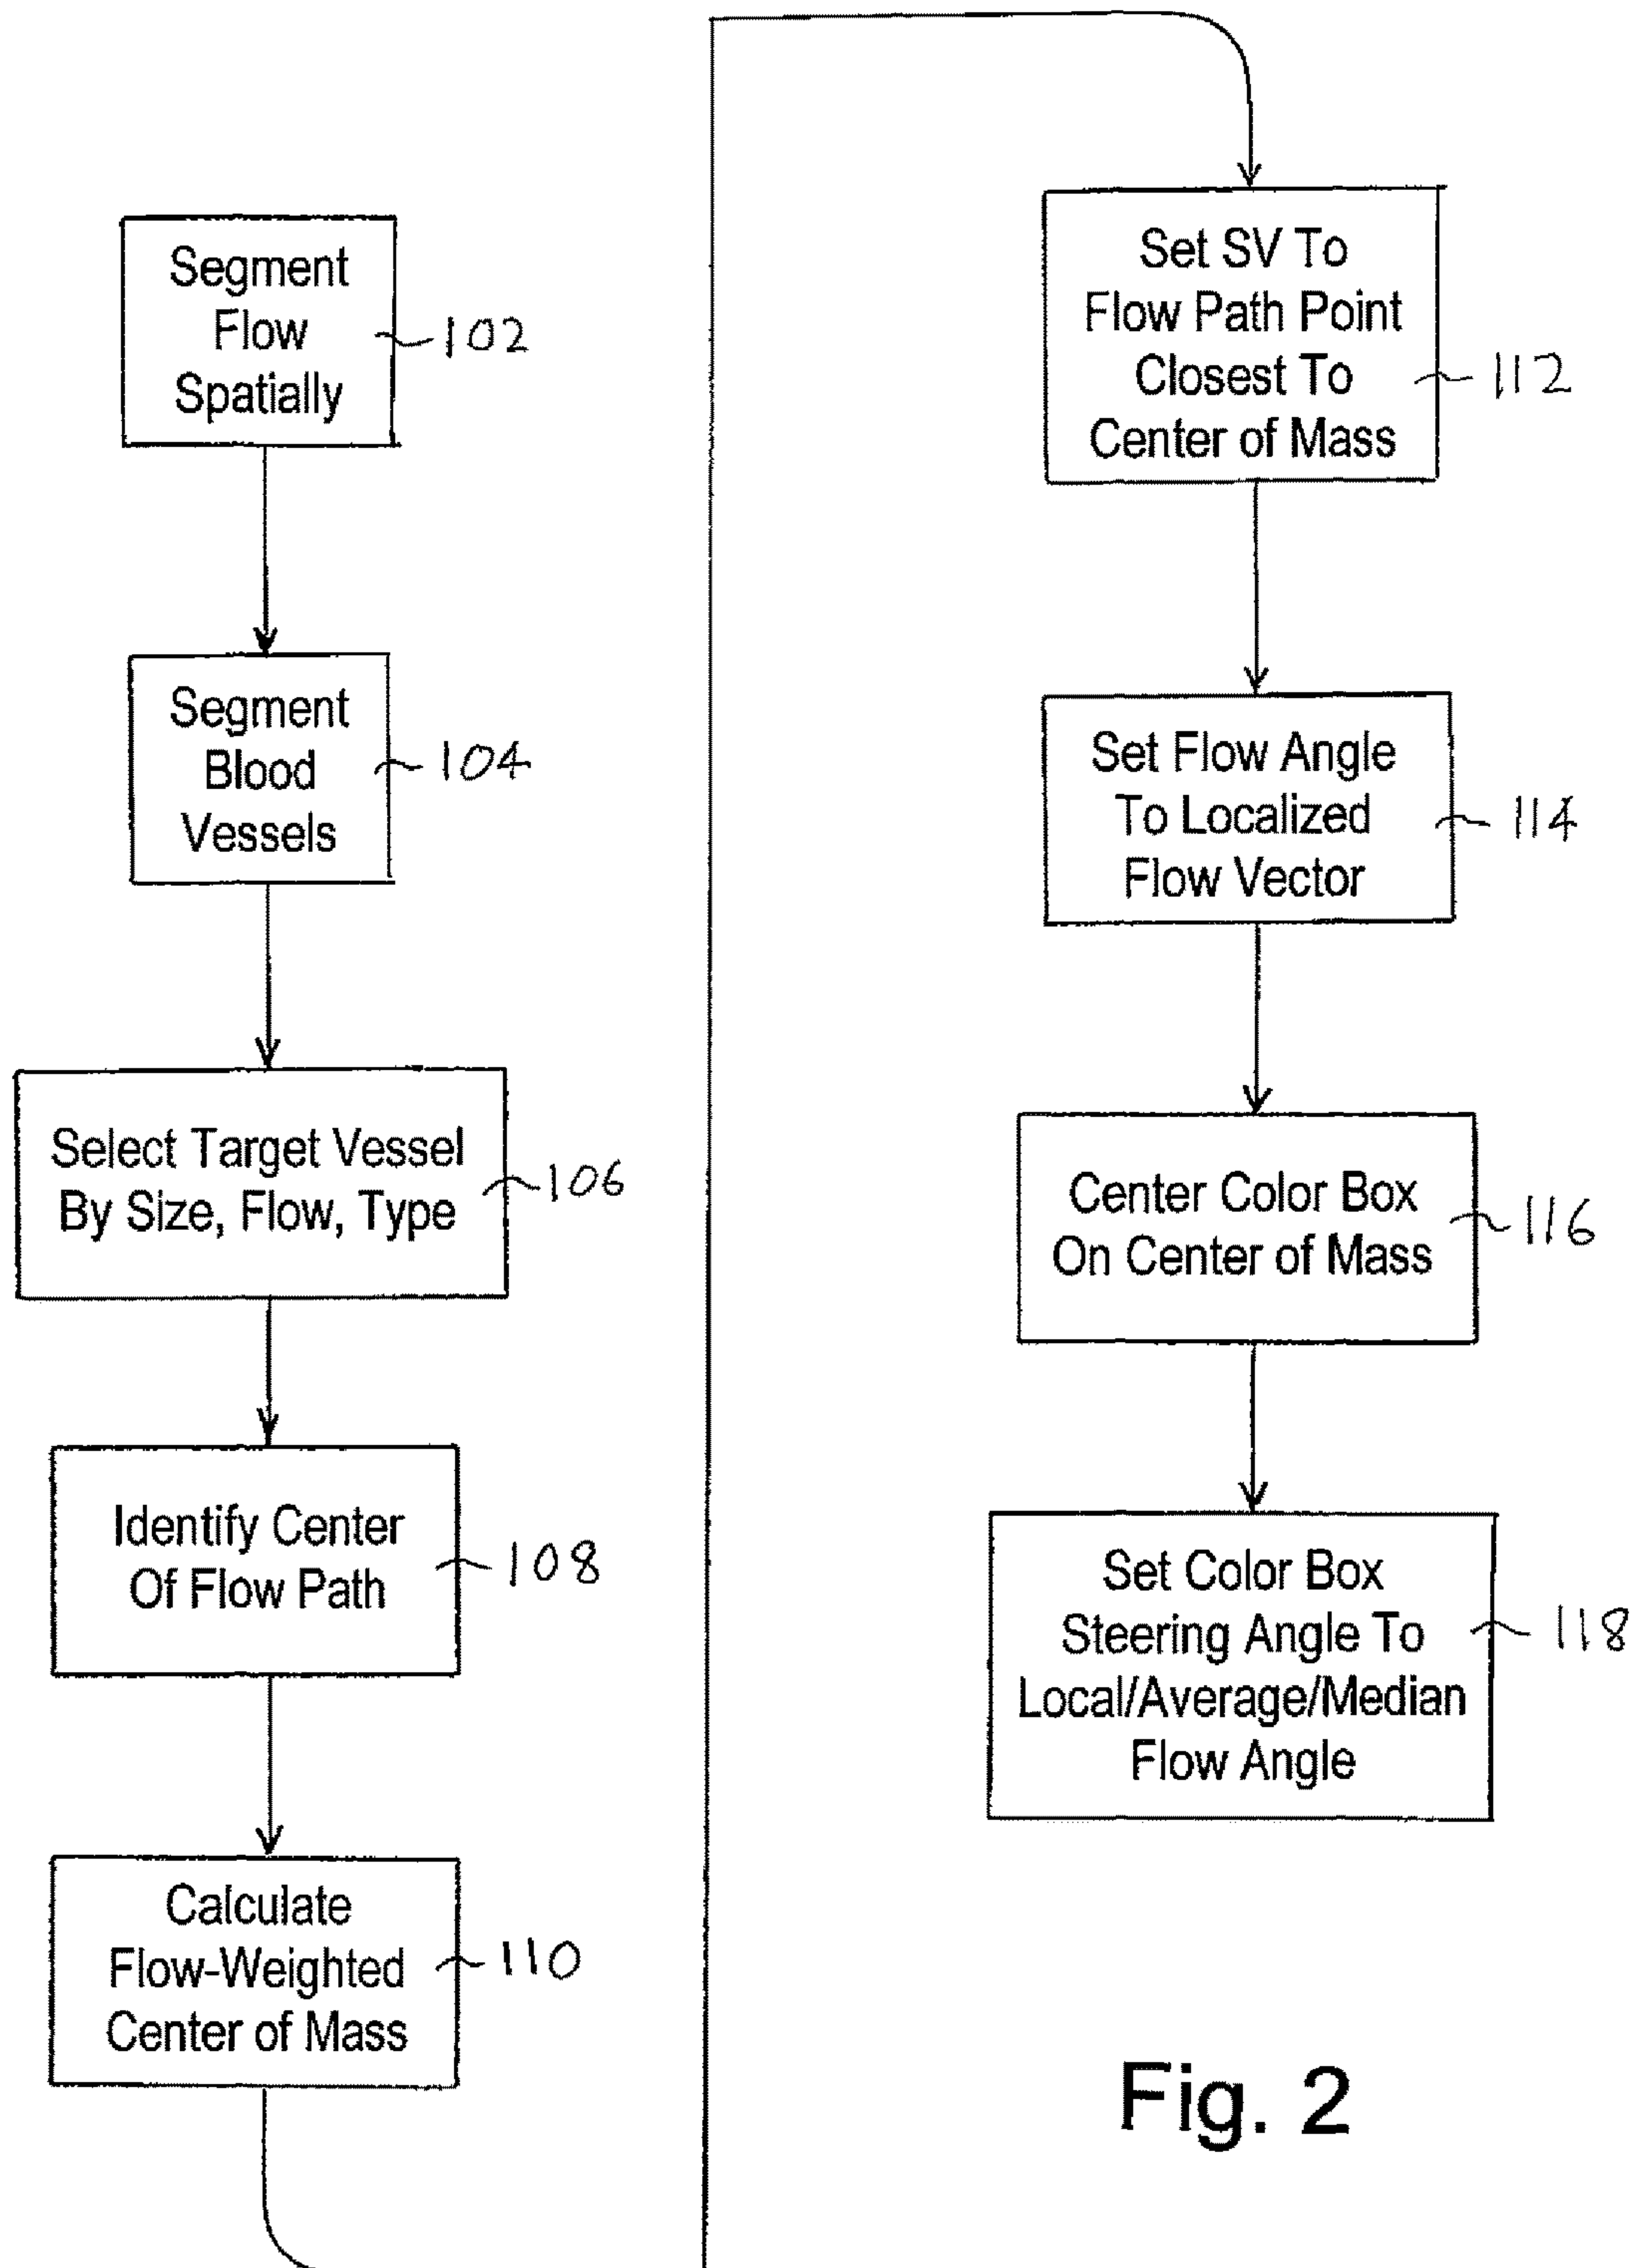 Segment
Flow
Spatially
102
Segment
Blood
Vessels
104
Select Target Vessel
By Size, Flow, Type
106
Identify Center
Of Flow Path
108
Calculate
Flow-Weighted
Center of Mass
110
Set SV To
Flow Path Point
Closest To
Center of Mass
112
Set Flow Angle
To Localized
Flow Vector
114
Center Color Box
On Center of Mass
116
Set Color Box
Steering Angle To
Local/Average/Median
Flow Angle
118
Fig. 2